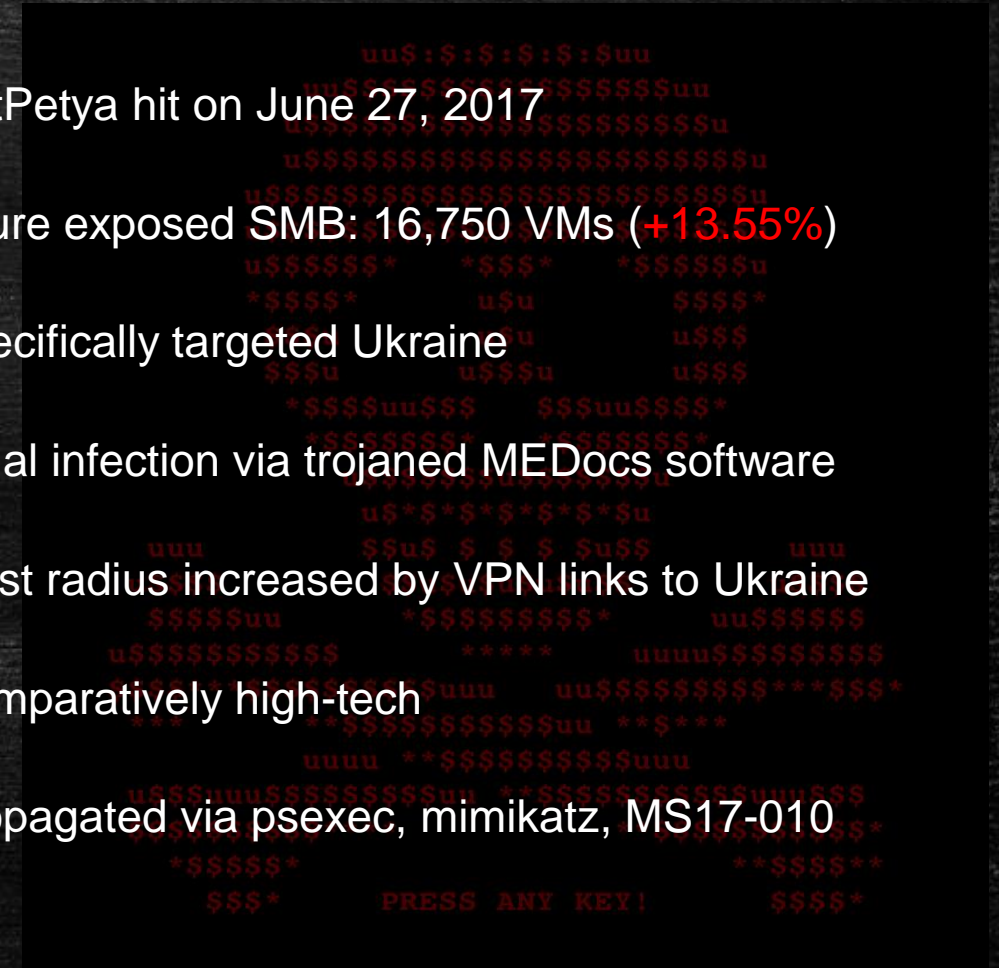 tPetya hit on June 27, 2017
ure exposed SMB: 16,750 VMs (+13.55%)
ecifically targeted Ukraine
ial infection via trojaned MEDocs software
st radius increased by VPN links to Ukraine
mparatively high-tech
opagated via psexec, mimikatz, MS17-010
PRESS ANY KEY!